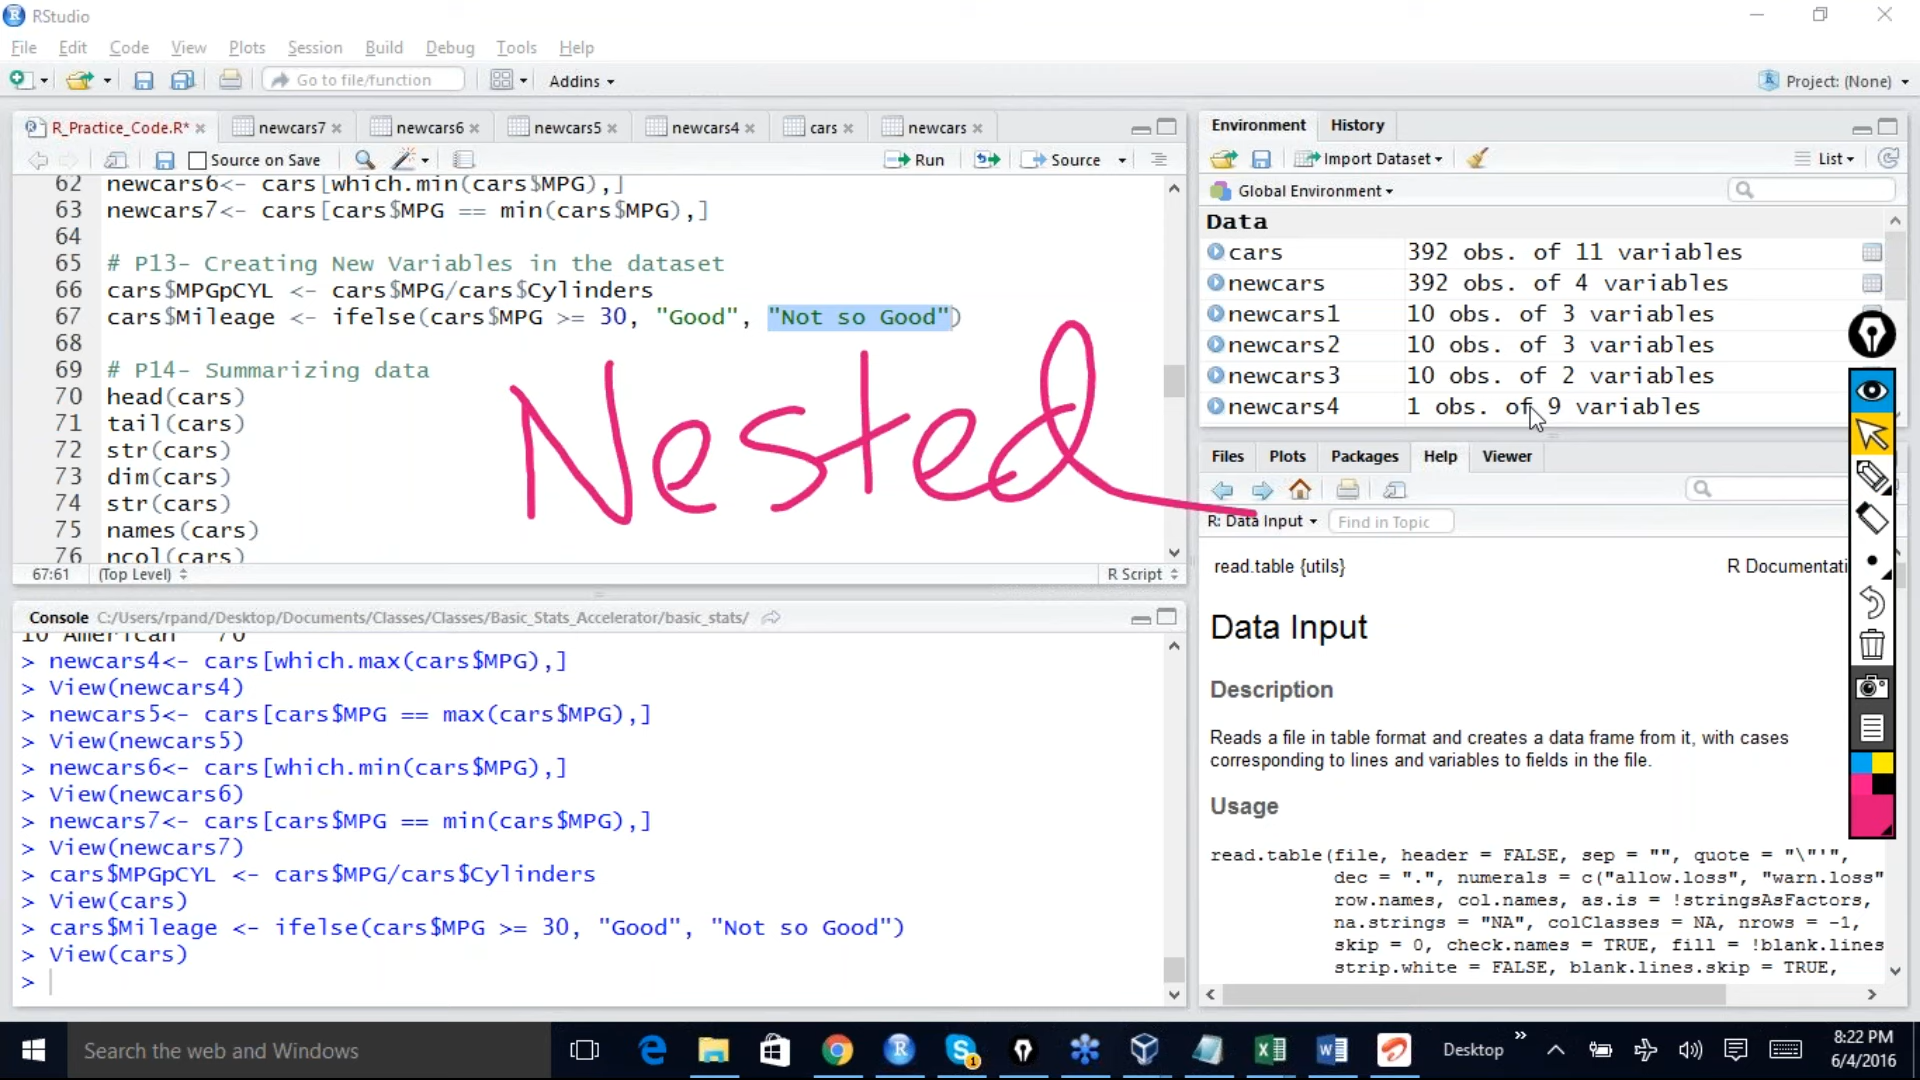 RStudio
File Edit Code View Plots Session Build Debug Tools Help
Go to file/function Addins Project: (None)
R_Practice_Code.R* newcars7 newcars6 newcars5 newcars4 cars newcars
Source on Save Run Source
62 newcars6<- cars[which.min(cars$MPG),]
63 newcars7<- cars[cars$MPG == min(cars$MPG),]
64
65 # P13- Creating New Variables in the dataset
66 cars$MPGpCYL <- cars$MPG/cars$Cylinders
67 cars$Mileage <- ifelse(cars$MPG >= 30, "Good", "Not so Good")
68
69 # P14- Summarizing data
70 head(cars)
71 tail(cars)
72 str(cars)
73 dim(cars)
74 str(cars)
75 names(cars)
76 ncol(cars)
Nested
67:61 (Top Level) R Script
Console C:/Users/rpand/Desktop/Documents/Classes/Classes/Basic_Stats_Accelerator/basic_stats/
10 American 70
> newcars4<- cars[which.max(cars$MPG),]
> View(newcars4)
> newcars5<- cars[cars$MPG == max(cars$MPG),]
> View(newcars5)
> newcars6<- cars[which.min(cars$MPG),]
> View(newcars6)
> newcars7<- cars[cars$MPG == min(cars$MPG),]
> View(newcars7)
> cars$MPGpCYL <- cars$MPG/cars$Cylinders
> View(cars)
> cars$Mileage <- ifelse(cars$MPG >= 30, "Good", "Not so Good")
> View(cars)
>
Environment History
Import Dataset List
Global Environment
Data
cars 392 obs. of 11 variables
newcars 392 obs. of 4 variables
newcars1 10 obs. of 3 variables
newcars2 10 obs. of 3 variables
newcars3 10 obs. of 2 variables
newcars4 1 obs. of 9 variables
Files Plots Packages Help Viewer
R: Data Input Find in Topic
read.table {utils} R Documentati
Data Input
Description
Reads a file in table format and creates a data frame from it, with cases
corresponding to lines and variables to fields in the file.
Usage
read.table(file, header = FALSE, sep = "", quote = "\"'",
dec = ".", numerals = c("allow.loss", "warn.loss"
row.names, col.names, as.is = !stringsAsFactors,
na.strings = "NA", colClasses = NA, nrows = -1,
skip = 0, check.names = TRUE, fill = !blank.lines
strip.white = FALSE, blank.lines.skip = TRUE,
Search the web and Windows
Desktop
8:22 PM
6/4/2016